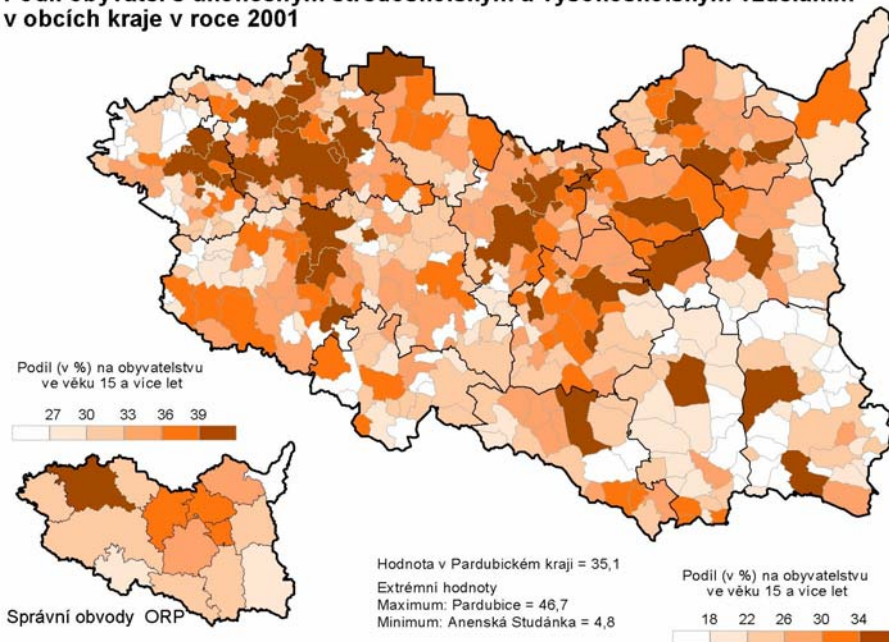 v obcích kraje v roce 2001
Podíl (v %) na obyvatelstvu
ve věku 15 a více let
27 30 33 36 39
Správní obvody ORP
Hodnota v Pardubickém kraji = 35,1
Extrémní hodnoty
Maximum: Pardubice = 46,7
Minimum: Anenská Studánka = 4,8
Podíl (v %) na obyvatelstvu
ve věku 15 a více let
18 22 26 30 34